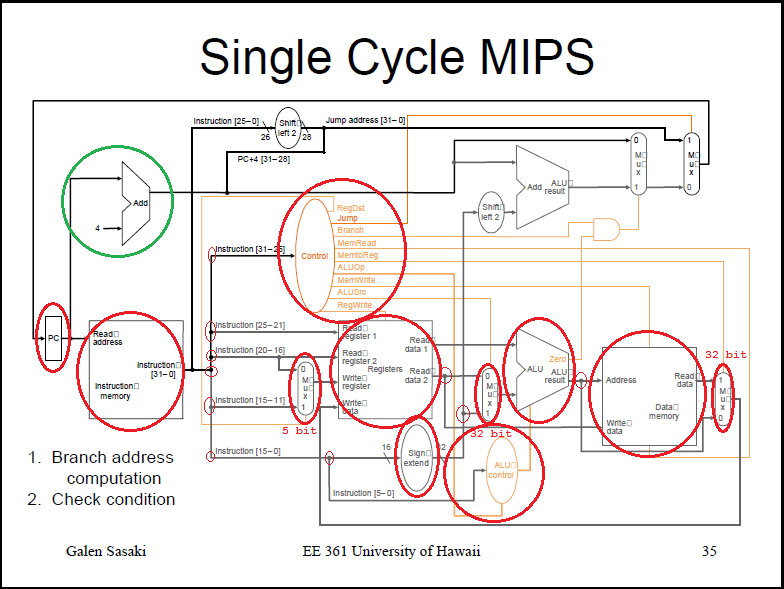 Single Cycle MIPS
Instruction [25–0]
26
Shift
left 2
28
Jump address [31–0]
PC+4 [31–28]
Add
4
PC
Read
address
Instruction
[31–0]
Instruction
memory
Instruction [31–26]
Control
RegDst
Jump
Branch
MemRead
MemtoReg
ALUOp
MemWrite
ALUSrc
RegWrite
Shift
left 2
Add
ALU
result
0
M
u
x
1
1
M
u
x
0
Instruction [25–21]
Instruction [20–16]
Instruction [15–11]
Instruction [15–0]
0
M
u
x
1
5 bit
Read
register 1
Read
register 2
Write
register
Write
data
Registers
Read
data 1
Read
data 2
0
M
u
x
1
32 bit
Zero
ALU
ALU
result
Address
Write
data
Read
data
Data
memory
32 bit
1
M
u
x
0
16
Sign
extend
32
ALU
control
Instruction [5–0]
1. Branch address
computation
2. Check condition
Galen Sasaki
EE 361 University of Hawaii
35